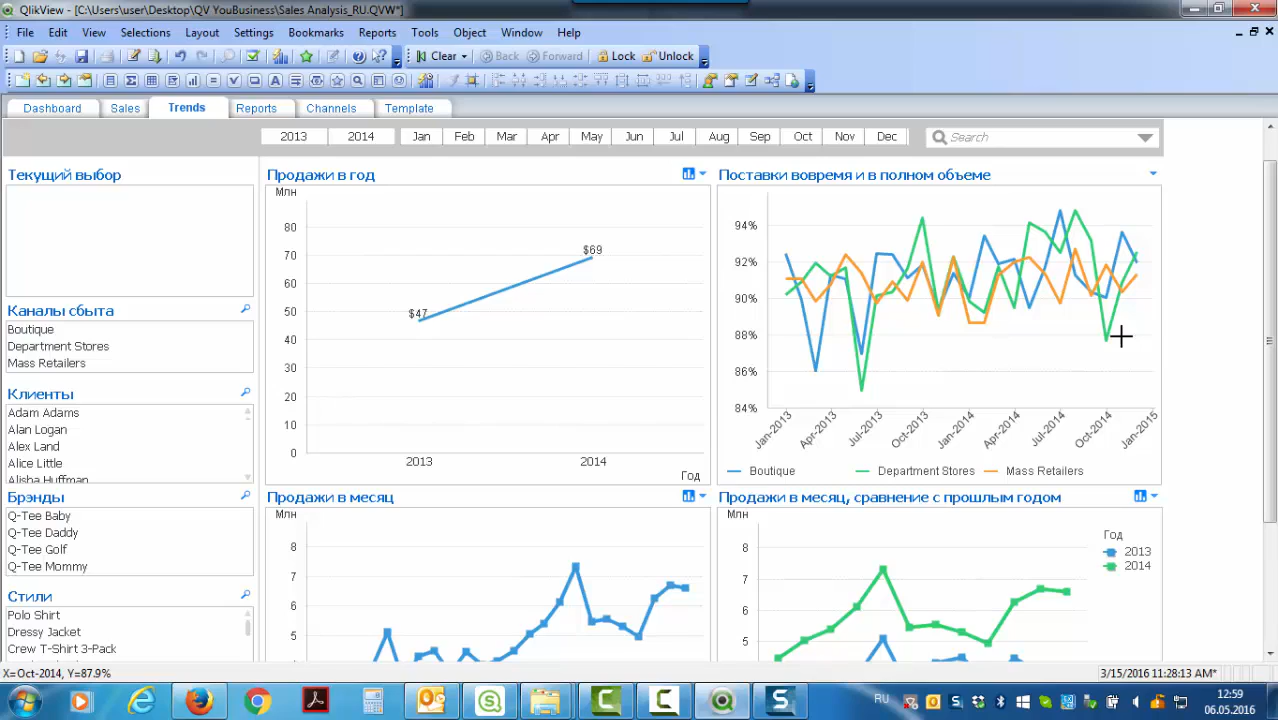 QlikView - [C:\Users\user\Desktop\QV YouBusiness\Sales Analysis_RU.QVW*]
File Edit View Selections Layout Settings Bookmarks Reports Tools Object Window Help
Clear Back Forward Lock Unlock
Dashboard Sales Trends Reports Channels Template
2013 2014 Jan Feb Mar Apr May Jun Jul Aug Sep Oct Nov Dec Search
Текущий выбор
Каналы сбыта
Boutique
Department Stores
Mass Retailers
Клиенты
Adam Adams
Alan Logan
Alex Land
Alice Little
Alisha Huffman
Брэнды
Q-Tee Baby
Q-Tee Daddy
Q-Tee Golf
Q-Tee Mommy
Стили
Polo Shirt
Dressy Jacket
Crew T-Shirt 3-Pack
Продажи в год
Млн
80
70
60
50
40
30
20
10
0
$47
$69
2013 2014
Год
Поставки вовремя и в полном объеме
94%
92%
90%
88%
86%
84%
Jan-2013 Apr-2013 Jul-2013 Oct-2013 Jan-2014 Apr-2014 Jul-2014 Oct-2014 Jan-2015
Boutique Department Stores Mass Retailers
Продажи в месяц
Млн
8
7
6
5
Продажи в месяц, сравнение с прошлым годом
Млн
8
7
6
5
Год
2013
2014
X=Oct-2014, Y=87.9%
3/15/2016 11:28:13 AM*
RU
12:59
06.05.2016